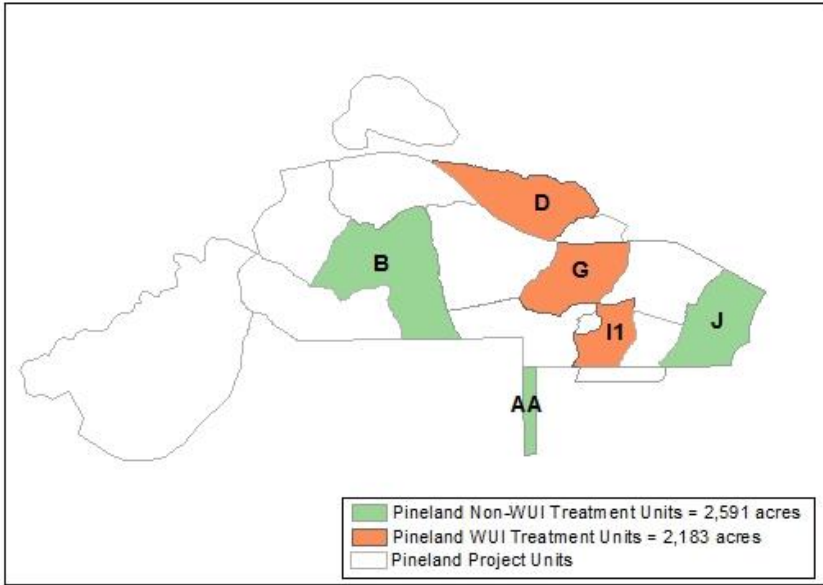 D
B
G
J
I1
AA
Pineland Non-WUI Treatment Units = 2,591 acres
Pineland WUI Treatment Units = 2,183 acres
Pineland Project Units